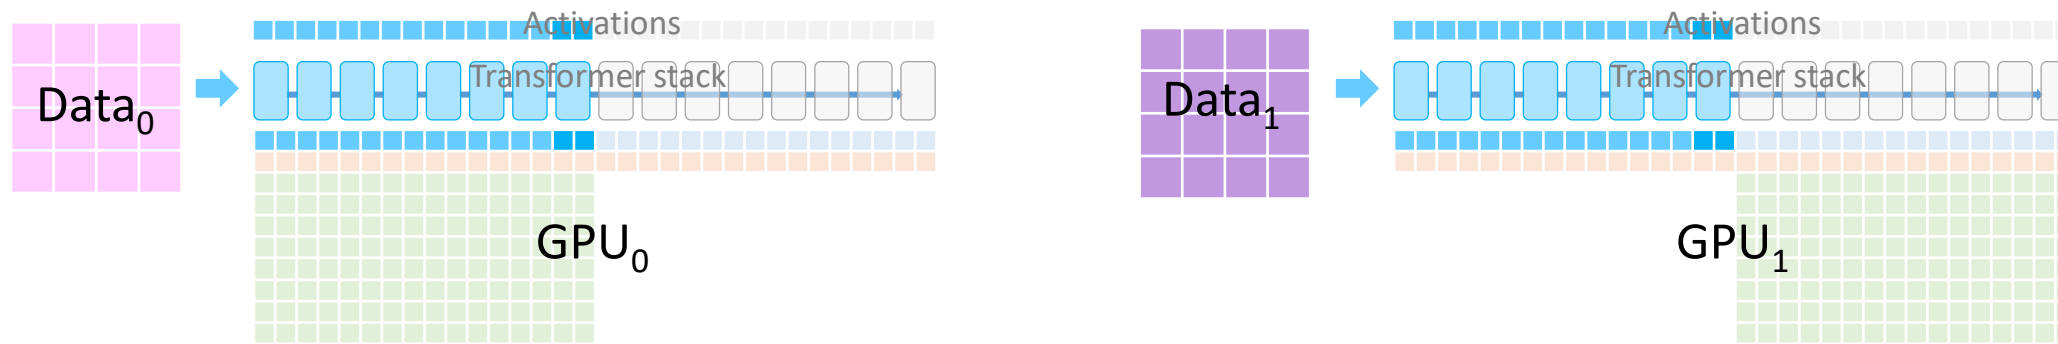 Activations
Transformer stack
Data₀
GPU₀
Activations
Transformer stack
Data₁
GPU₁